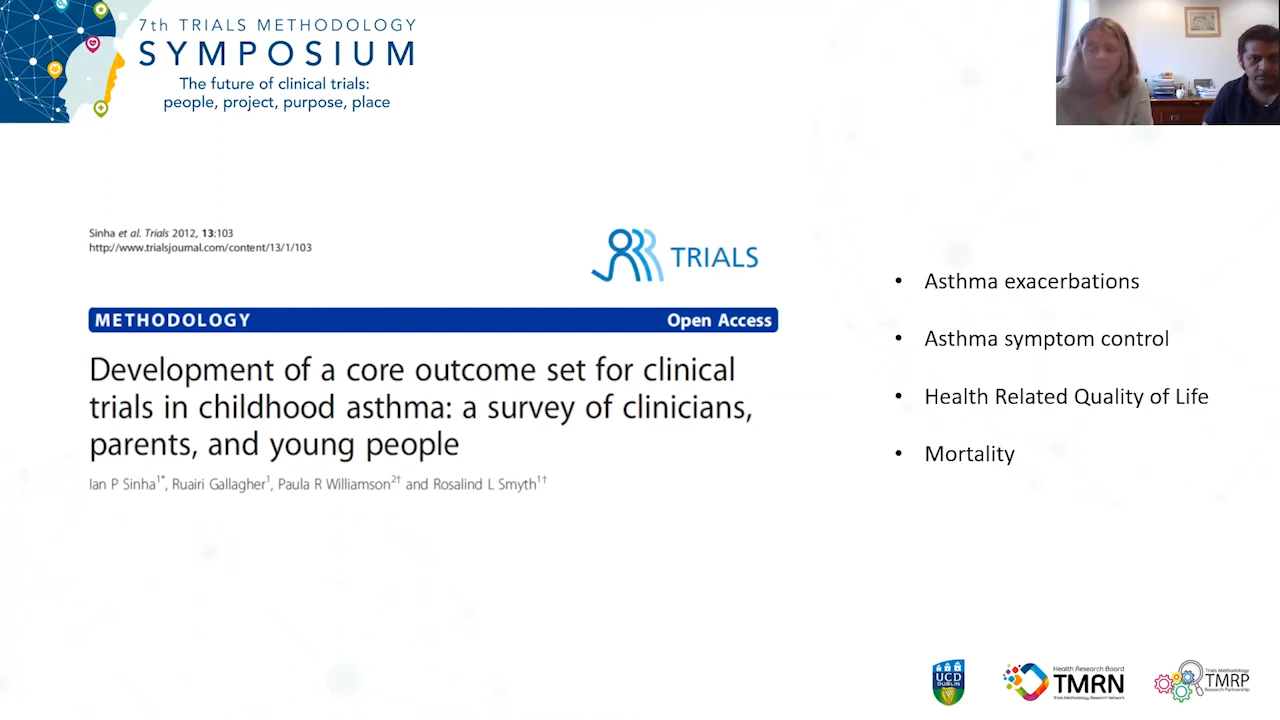 7th TRIALS METHODOLOGY
SYMPOSIUM
The future of clinical trials:
people, project, purpose, place
Sinha et al. Trials 2012, 13:103
http://www.trialsjournal.com/content/13/1/103
TRIALS
METHODOLOGY Open Access
Development of a core outcome set for clinical
trials in childhood asthma: a survey of clinicians,
parents, and young people
Ian P Sinha1*, Ruairi Gallagher1, Paula R Williamson2† and Rosalind L Smyth1†
• Asthma exacerbations
• Asthma symptom control
• Health Related Quality of Life
• Mortality
UCD
DUBLIN
Health Research Board
TMRN
Trials Methodology Research Network
Trials Methodology
TMRP
Research Partnership